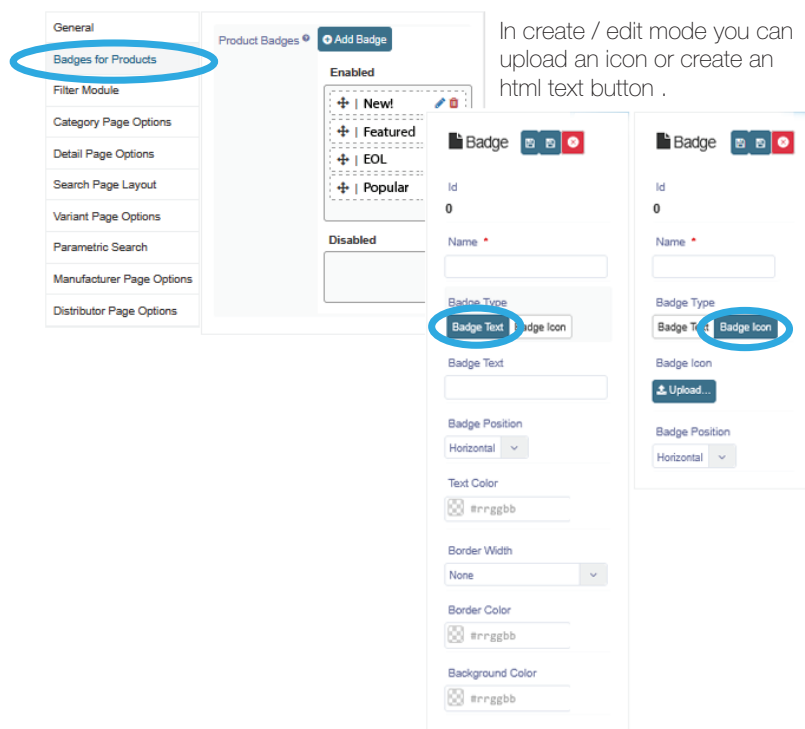 General
Badges for Products
Filter Module
Category Page Options
Detail Page Options
Search Page Layout
Variant Page Options
Parametric Search
Manufacturer Page Options
Distributor Page Options
Product Badges
Add Badge
Enabled
| New!
| Featured
| EOL
| Popular
Disabled
In create / edit mode you can
upload an icon or create an
html text button .
Badge
Id
0
Name *
Badge Type
Badge Text Badge Icon
Badge Text
Badge Position
Horizontal
Text Color
#rrggbb
Border Width
None
Border Color
#rrggbb
Background Color
#rrggbb
Badge
Id
0
Name *
Badge Type
Badge Text Badge Icon
Badge Icon
Upload...
Badge Position
Horizontal